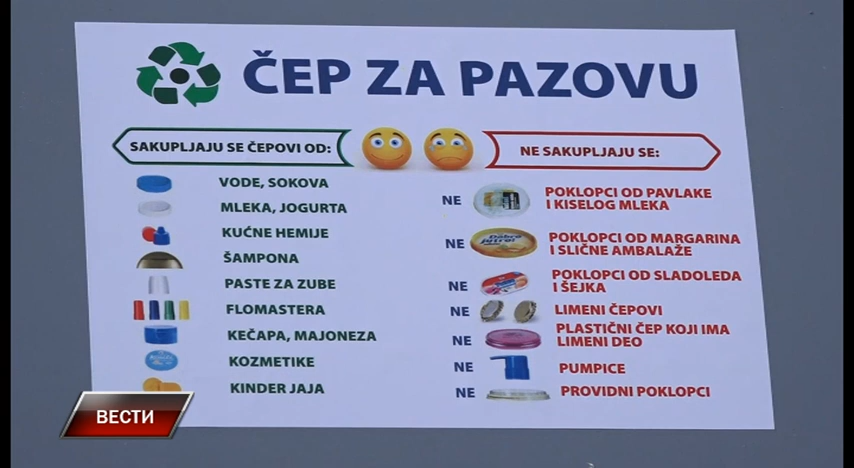 ČEP ZA PAZOVU
SAKUPLJAJU SE ČEPOVI OD:
VODE, SOKOVA
MLEKA, JOGURTA
KUĆNE HEMIJE
ŠAMPONA
PASTE ZA ZUBE
FLOMASTERA
KEČAPA, MAJONEZA
KOZMETIKE
KINDER JAJA
NE SAKUPLJAJU SE:
NE
POKLOPCI OD PAVLAKE
I KISELOG MLEKA
NE
Dobro
jutro!
POKLOPCI OD MARGARINA
I SLIČNE AMBALAŽE
NE
POKLOPCI OD SLADOLEDA
I ŠEJKA
NE
LIMENI ČEPOVI
NE
PLASTIČNI ČEP KOJI IMA
LIMENI DEO
NE
PUMPICE
NE
PROVIDNI POKLOPCI
ВЕСТИ